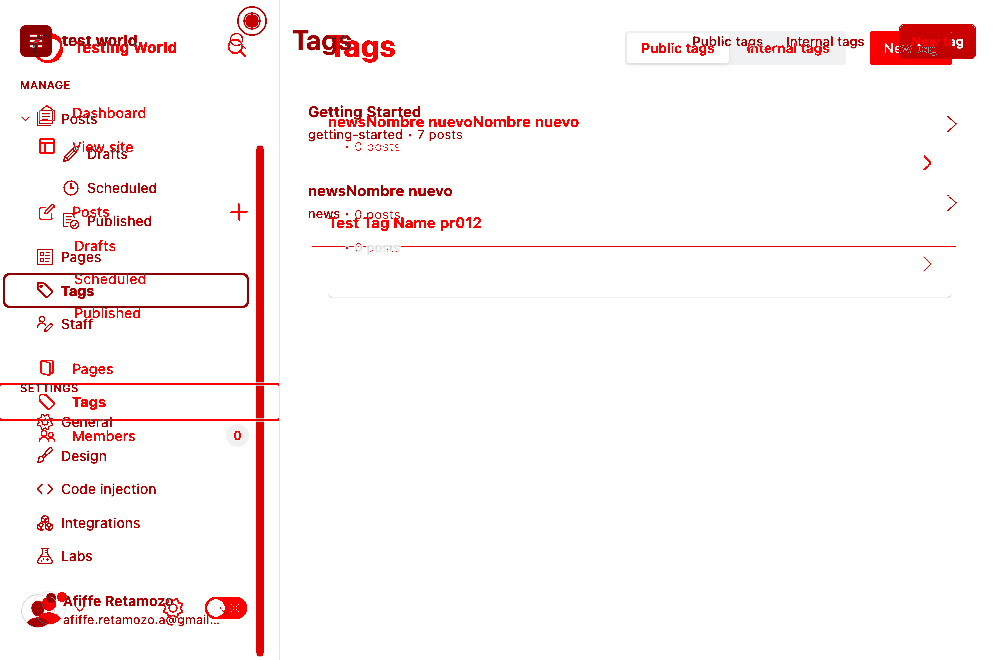 test world
Testing World
MANAGE
Dashboard
Posts
View site
Drafts
Scheduled
Posts
Published
Drafts
Pages
Scheduled
Tags
Published
Staff
Pages
SETTINGS
Tags
General
Members 0
Design
Code injection
Integrations
Labs
Afiffe Retamozo
afiffe.retamozo.a@gmail...
Tags
Tags
Public tags Internal tags
Public tags Internal tags New tag
New tag
Getting Started
newsNombre nuevoNombre nuevo
getting-started • 7 posts
• 0 posts
newsNombre nuevo
news • 0 posts
Test Tag Name pr012
• 0 posts